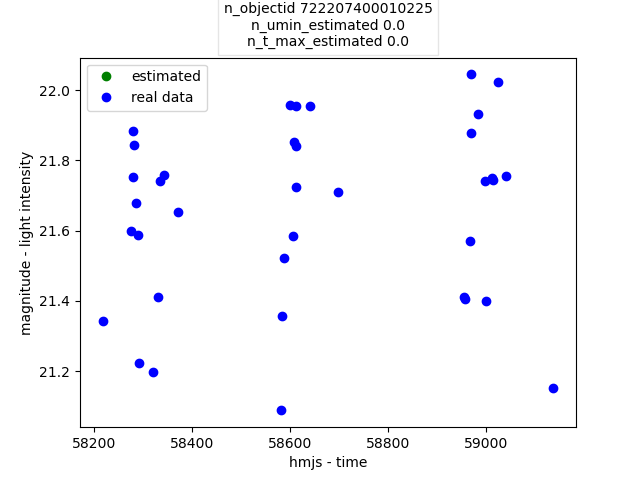 n_objectid 722207400010225
n_umin_estimated 0.0
n_t_max_estimated 0.0
estimated
real data
22.0
21.8
21.6
21.4
21.2
magnitude - light intensity
58200 58400 58600 58800 59000
hmjs - time